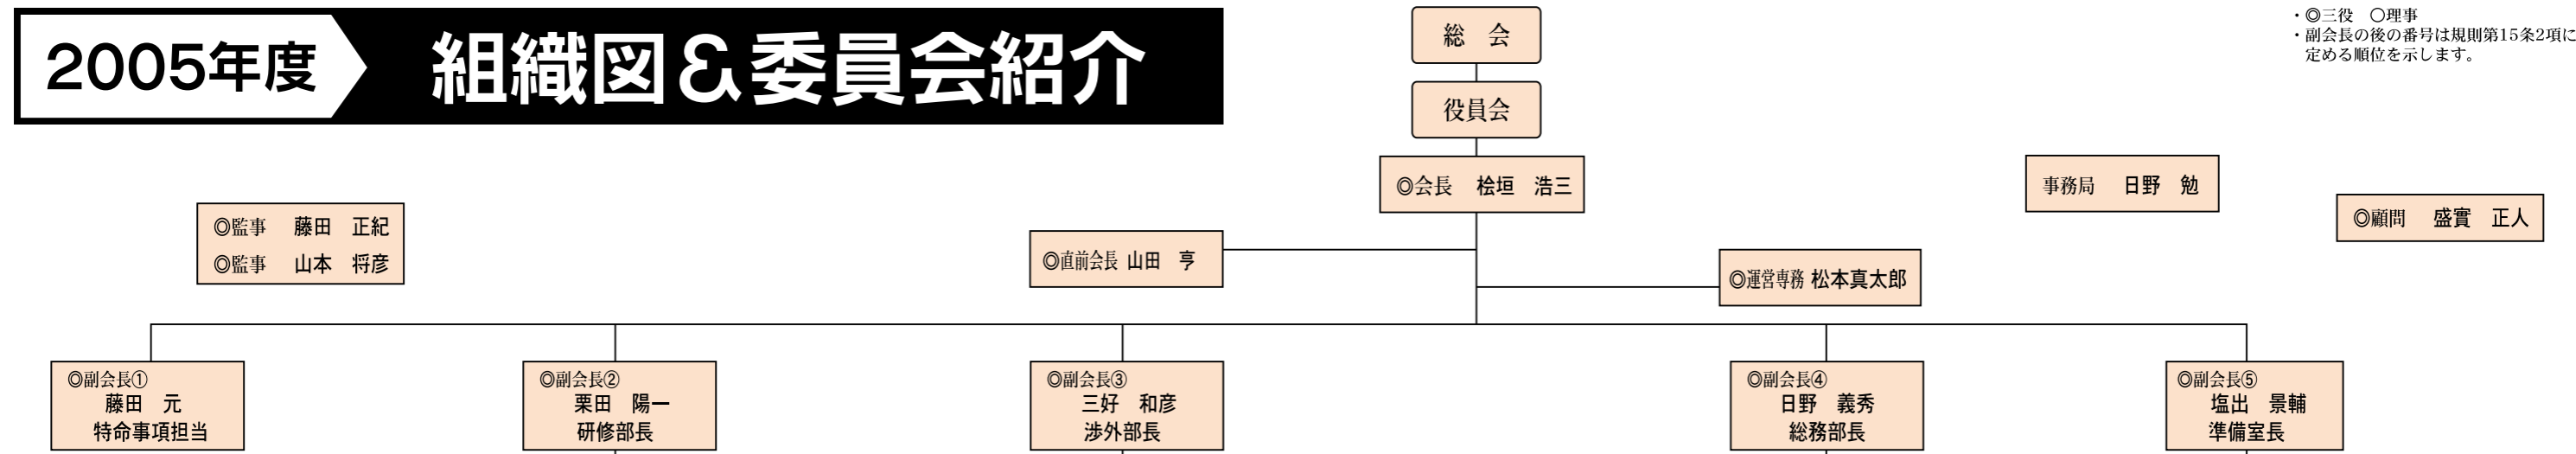 2005年度
組織図＆委員会紹介
総　会
役員会
・◎三役　○理事
・副会長の後の番号は規則第15条2項に
定める順位を示します。
◎会長　桧垣　浩三
事務局　日野　勉
◎顧問　盛實　正人
◎監事　藤田　正紀
◎監事　山本　将彦
◎直前会長 山田　亨
◎運営専務 松本真太郎
◎副会長①
藤田　元
特命事項担当
◎副会長②
栗田　陽一
研修部長
◎副会長③
三好　和彦
渉外部長
◎副会長④
日野　義秀
総務部長
◎副会長⑤
塩出　景輔
準備室長